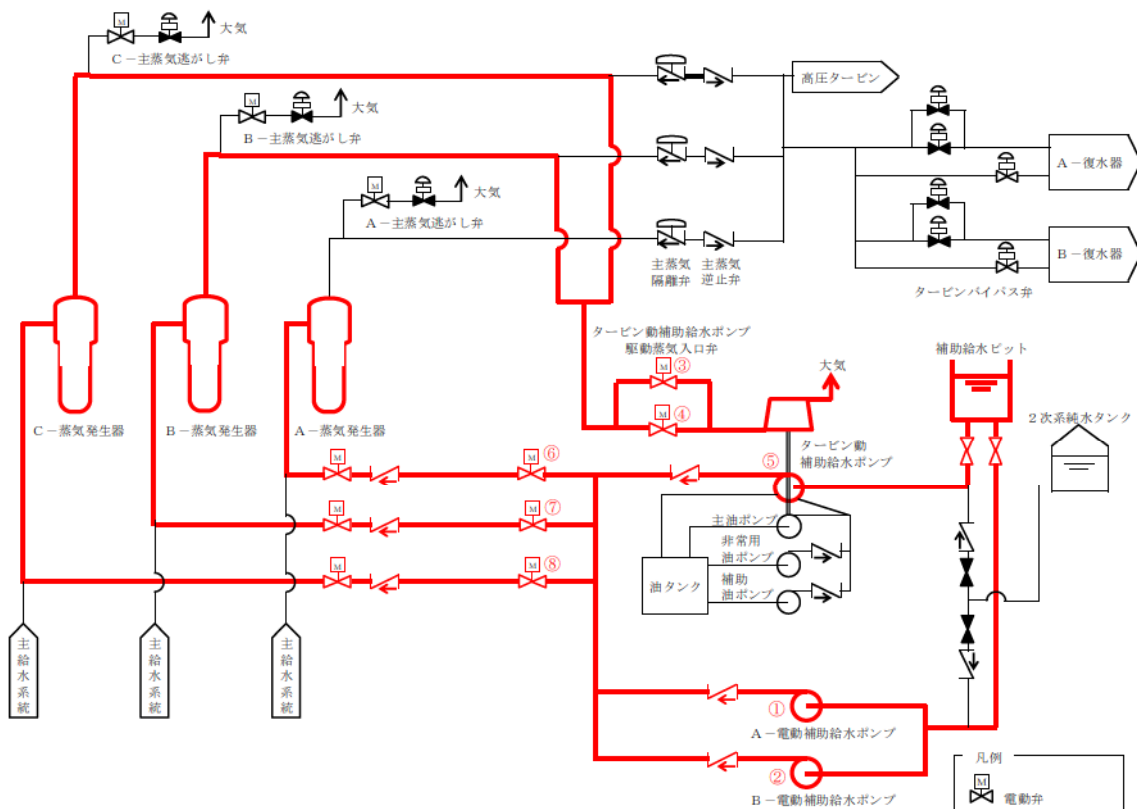 M
大気
C－主蒸気逃がし弁
M
大気
B－主蒸気逃がし弁
M
大気
A－主蒸気逃がし弁
高圧タービン
A－復水器
B－復水器
主蒸気
隔離弁
主蒸気
逆止弁
タービンバイパス弁
タービン動補助給水ポンプ
駆動蒸気入口弁
M
③
M
④
大気
補助給水ピット
２次系純水タンク
C－蒸気発生器
B－蒸気発生器
A－蒸気発生器
タービン動
補助給水ポンプ
⑤
M
M
⑥
M
M
⑦
M
M
⑧
主油ポンプ
非常用
油ポンプ
補助
油ポンプ
油タンク
主給水系統
主給水系統
主給水系統
①
A－電動補助給水ポンプ
②
B－電動補助給水ポンプ
凡例
M
電動弁